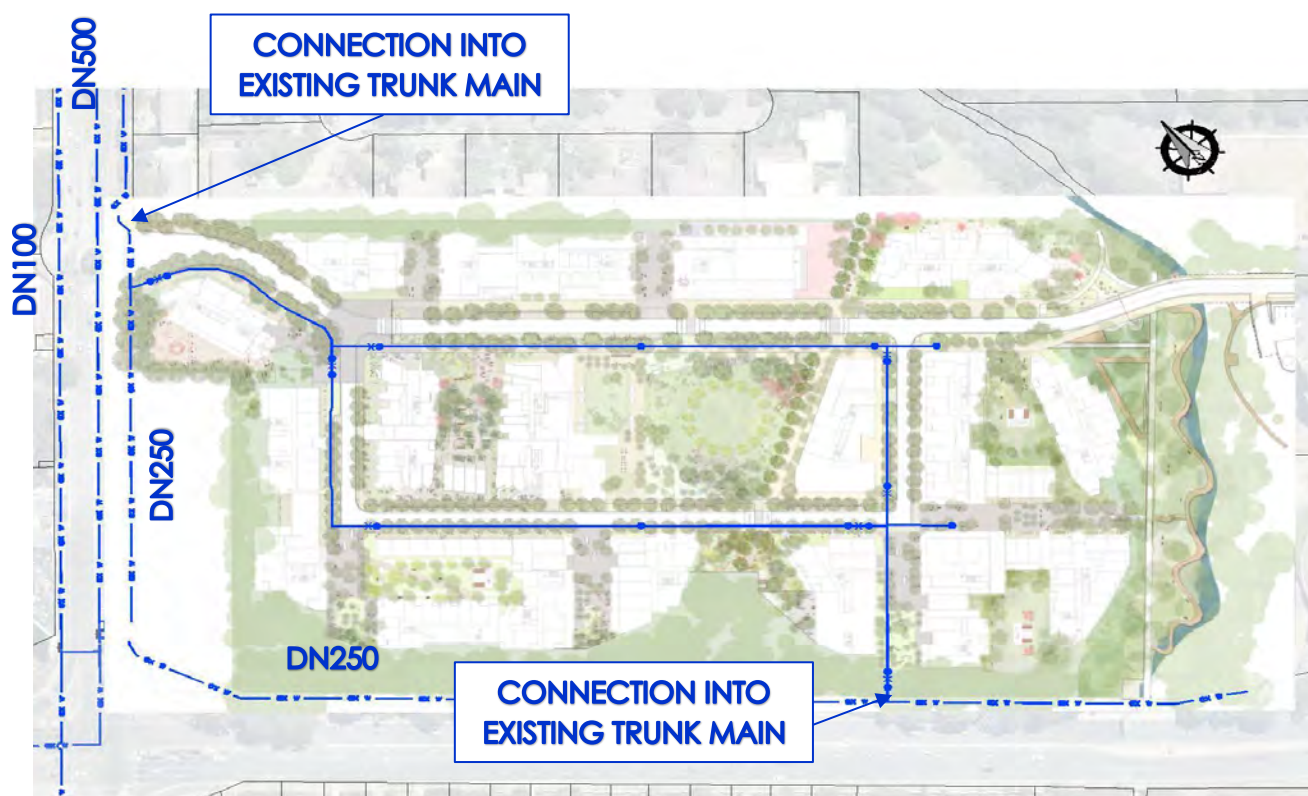 DN500
CONNECTION INTO
EXISTING TRUNK MAIN
DN100
DN250
DN250
CONNECTION INTO
EXISTING TRUNK MAIN